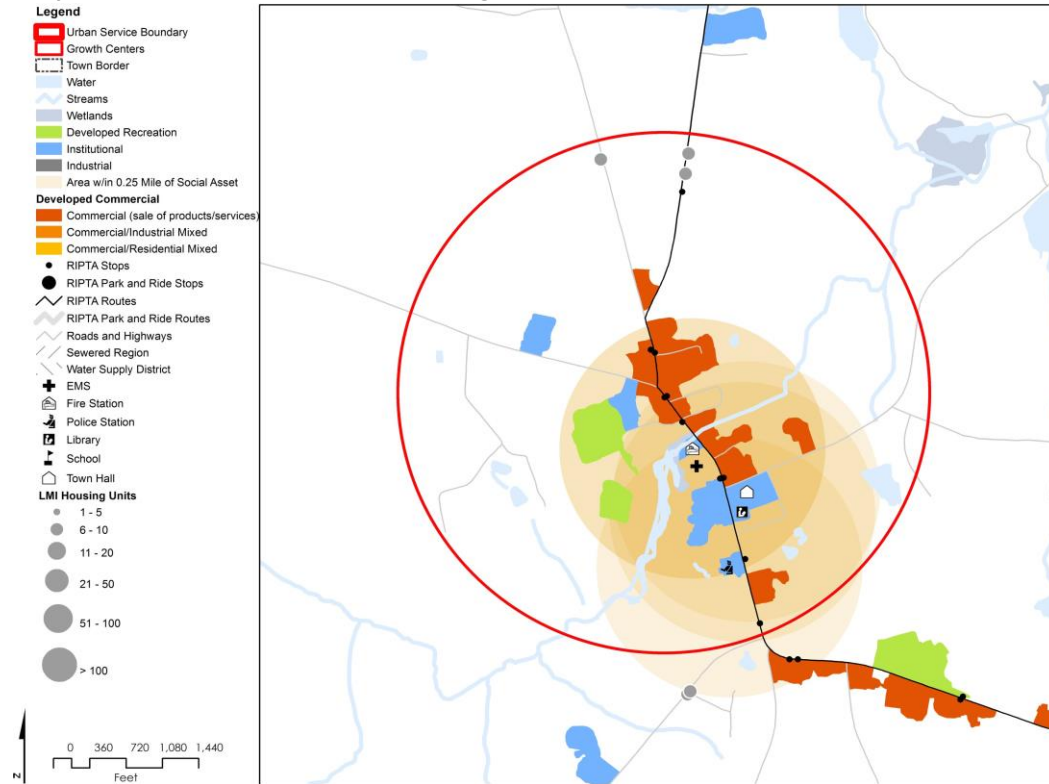 Legend
Urban Service Boundary
Growth Centers
Town Border
Water
Streams
Wetlands
Developed Recreation
Institutional
Industrial
Area w/in 0.25 Mile of Social Asset
Developed Commercial
Commercial (sale of products/services)
Commercial/Industrial Mixed
Commercial/Residential Mixed
RIPTA Stops
RIPTA Park and Ride Stops
RIPTA Routes
RIPTA Park and Ride Routes
Roads and Highways
Sewered Region
Water Supply District
EMS
Fire Station
Police Station
Library
School
Town Hall
LMI Housing Units
1 - 5
6 - 10
11 - 20
21 - 50
51 - 100
> 100
0 360 720 1,080 1,440
Feet
N